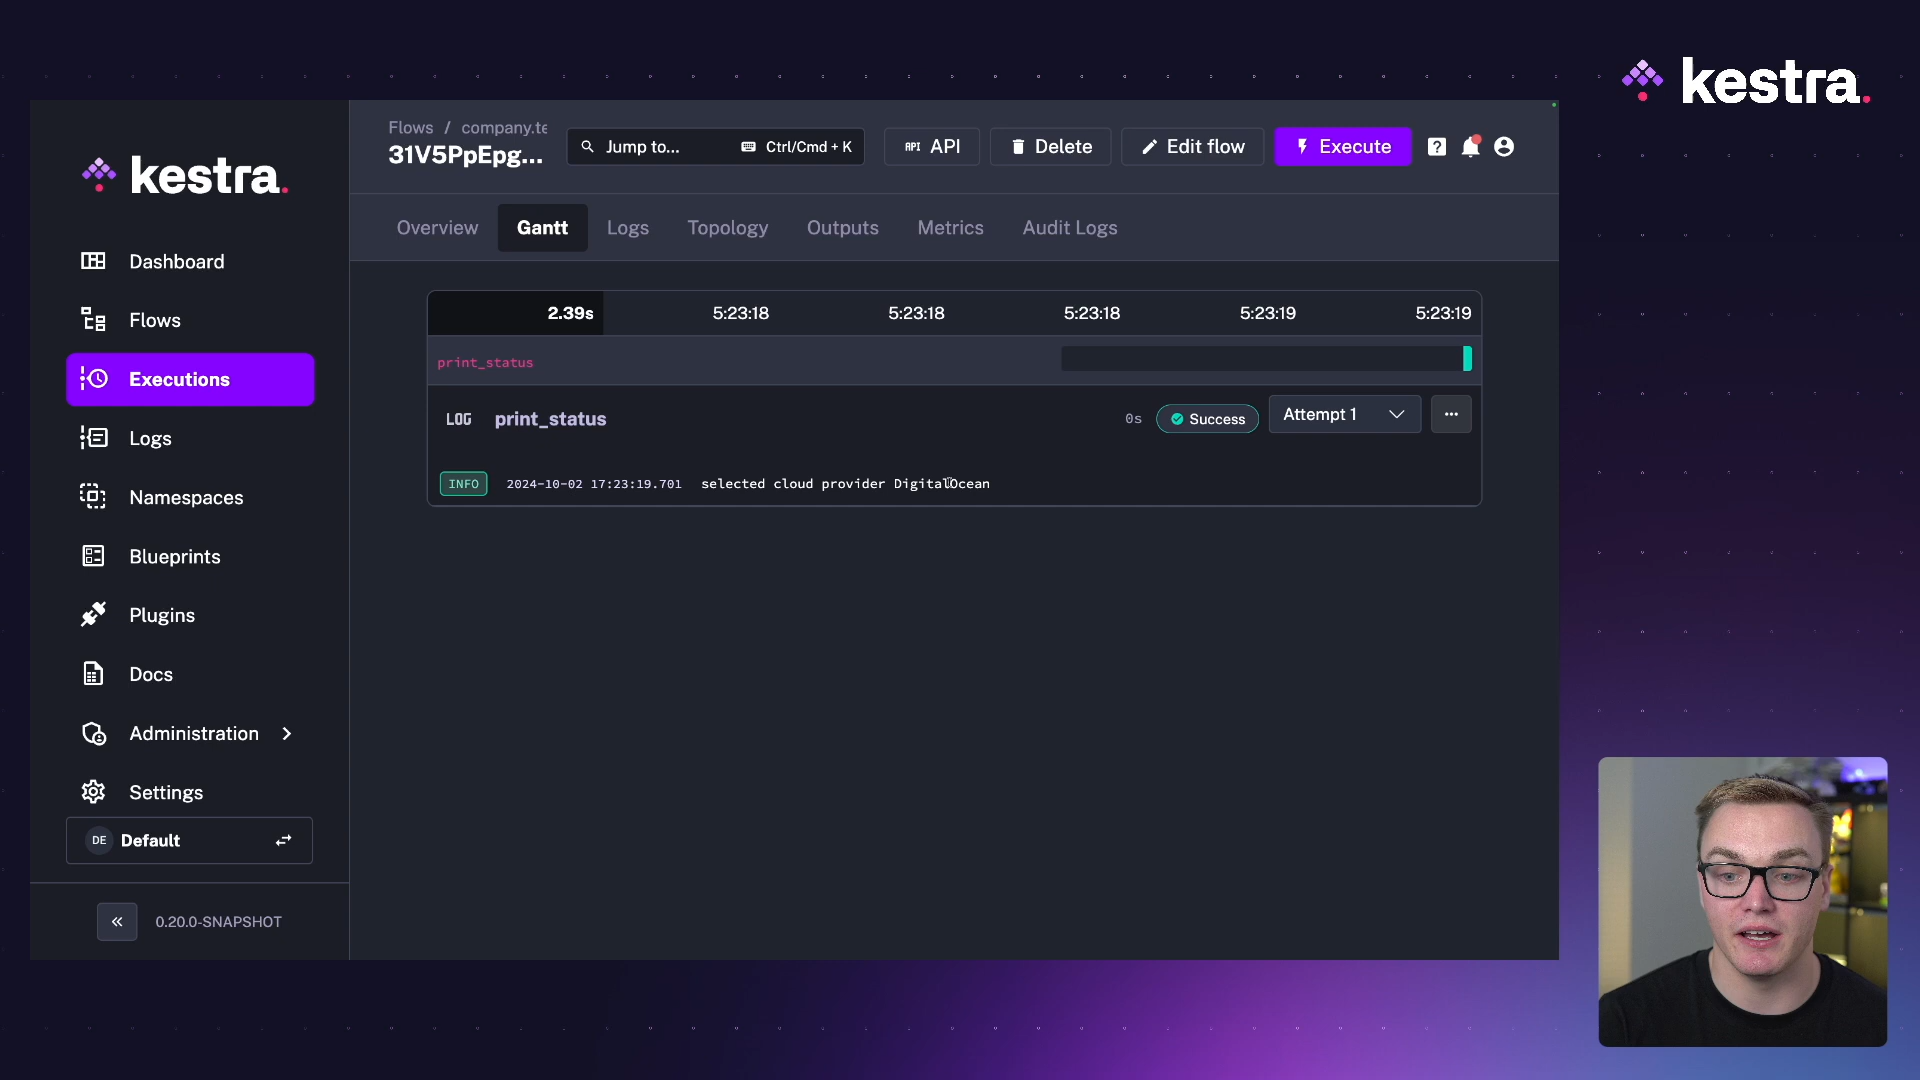 kestra.
kestra.
Dashboard
Flows
Executions
Logs
Namespaces
Blueprints
Plugins
Docs
Administration
Settings
DE Default
0.20.0-SNAPSHOT
Flows / company.te
31V5PpEpg...
Jump to... Ctrl/Cmd + K
API API
Delete
Edit flow
Execute
?
Overview Gantt Logs Topology Outputs Metrics Audit Logs
2.39s 5:23:18 5:23:18 5:23:18 5:23:19 5:23:19
print_status
LOG print_status 0s Success Attempt 1
INFO 2024-10-02 17:23:19.701 selected cloud provider DigitalOcean